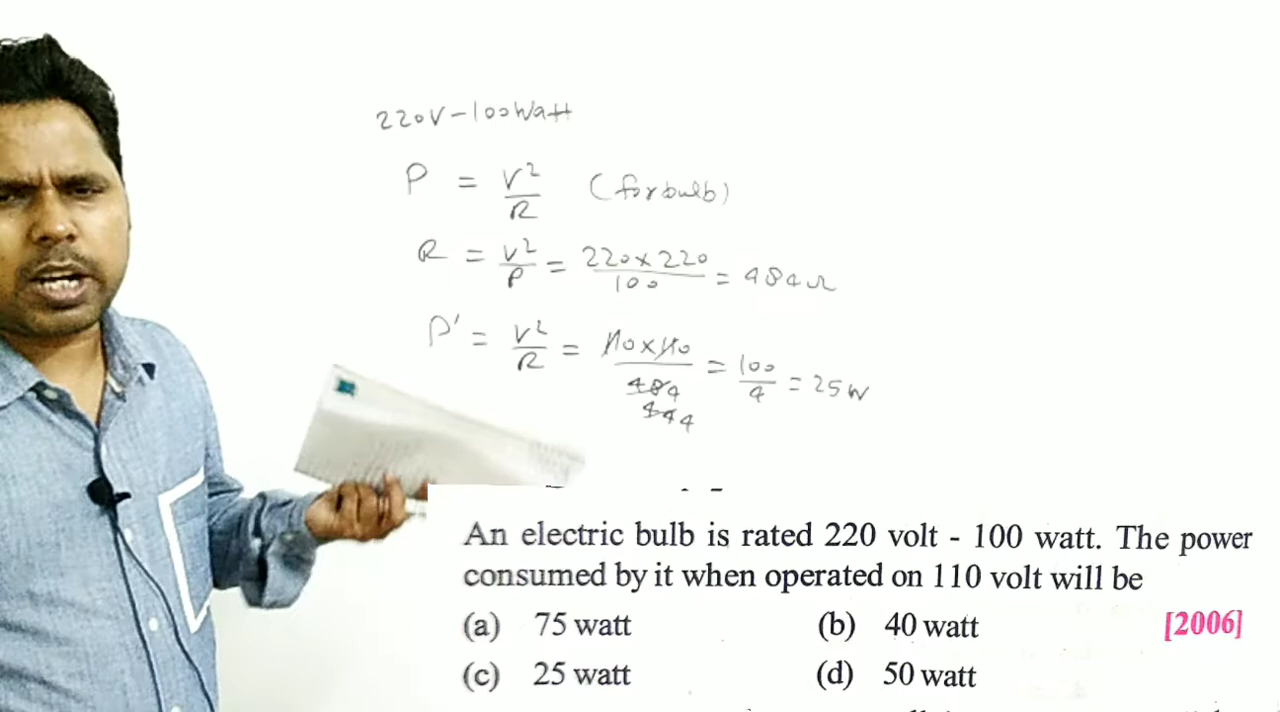 220V-100Watt
P = V²/R (for bulb)
R = V²/P = 220 x 220/100 = 484Ω
P' = V²/R = 110 x 110/484 = 100/4 = 25W
44 4
An electric bulb is rated 220 volt - 100 watt. The power
consumed by it when operated on 110 volt will be
(a) 75 watt (b) 40 watt [2006]
(c) 25 watt (d) 50 watt